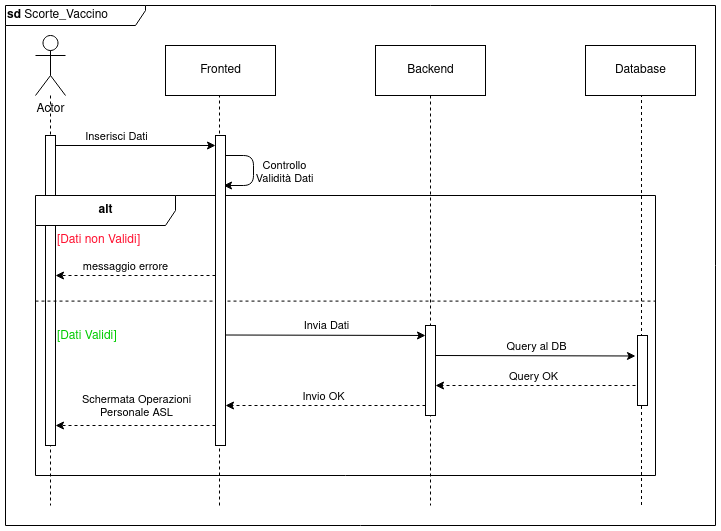 sd Scorte_Vaccino
Actor
Fronted
Backend
Database
Inserisci Dati
Controllo
Validità Dati
alt
[Dati non Validi]
messaggio errore
[Dati Validi]
Invia Dati
Query al DB
Query OK
Invio OK
Schermata Operazioni
Personale ASL